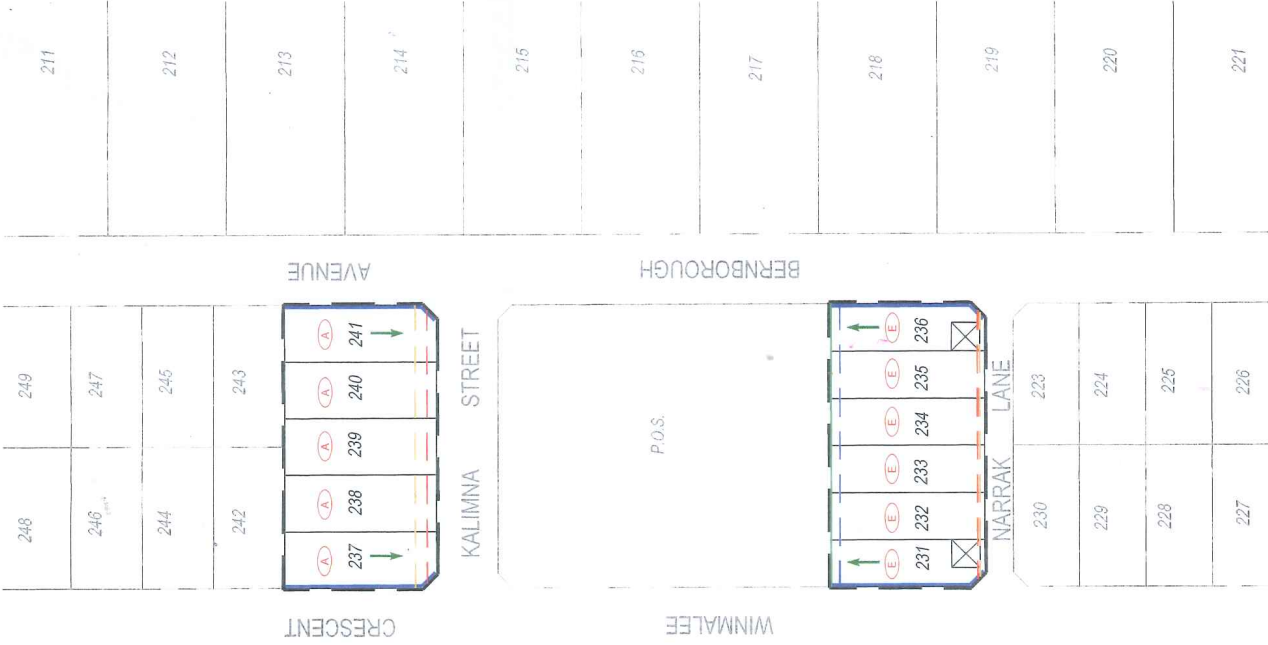 211
212
213
214
215
216
217
218
219
220
221
AVENUE
BERNBOROUGH
249
247
245
243
248
246
244
242
A
241
A
240
A
239
A
238
A
237
KALIMNA STREET
P.O.S.
E
236
E
235
E
234
E
233
E
232
E
231
NARRAK LANE
223
224
225
226
230
229
228
227
CRESCENT
WINMALEE